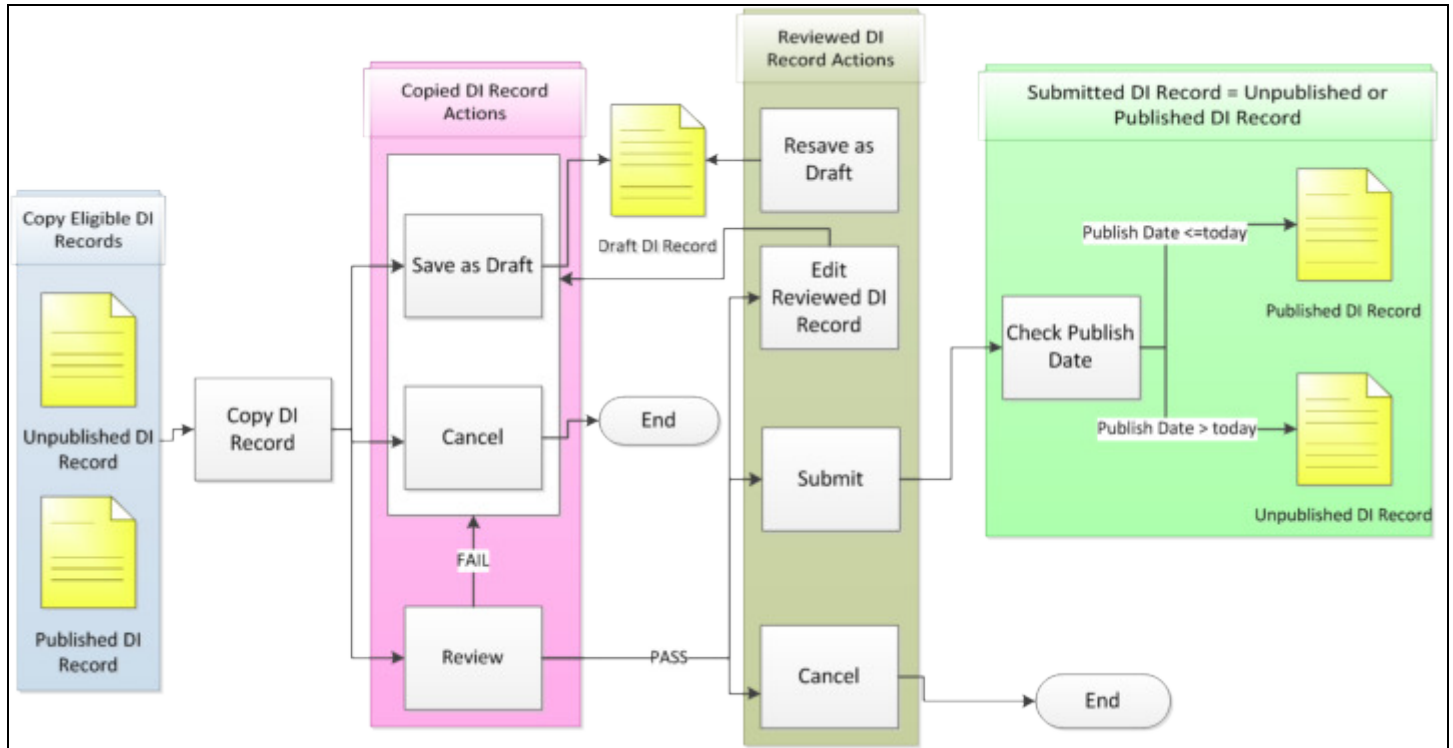 Copy Eligible DI
Records
Unpublished DI
Record
Published DI
Record
Copy DI
Record
Copied DI Record
Actions
Save as Draft
Cancel
FAIL
Review
Draft DI Record
End
PASS
Reviewed DI
Record Actions
Resave as
Draft
Edit
Reviewed DI
Record
Submit
Cancel
End
Submitted DI Record = Unpublished or
Published DI Record
Check Publish
Date
Publish Date <=today
Published DI Record
Publish Date > today
Unpublished DI Record